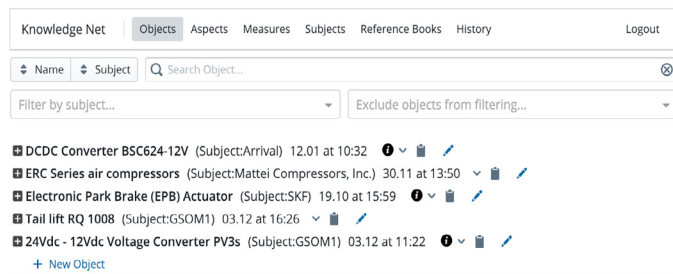 Knowledge Net Objects Aspects Measures Subjects Reference Books History Logout
Name Subject Search Object...
Filter by subject... Exclude objects from filtering...
DCDC Converter BSC624-12V (Subject:Arrival) 12.01 at 10:32
ERC Series air compressors (Subject:Mattei Compressors, Inc.) 30.11 at 13:50
Electronic Park Brake (EPB) Actuator (Subject:SKF) 19.10 at 15:59
Tail lift RQ 1008 (Subject:GSOM1) 03.12 at 16:26
24Vdc - 12Vdc Voltage Converter PV3s (Subject:GSOM1) 03.12 at 11:22
+ New Object